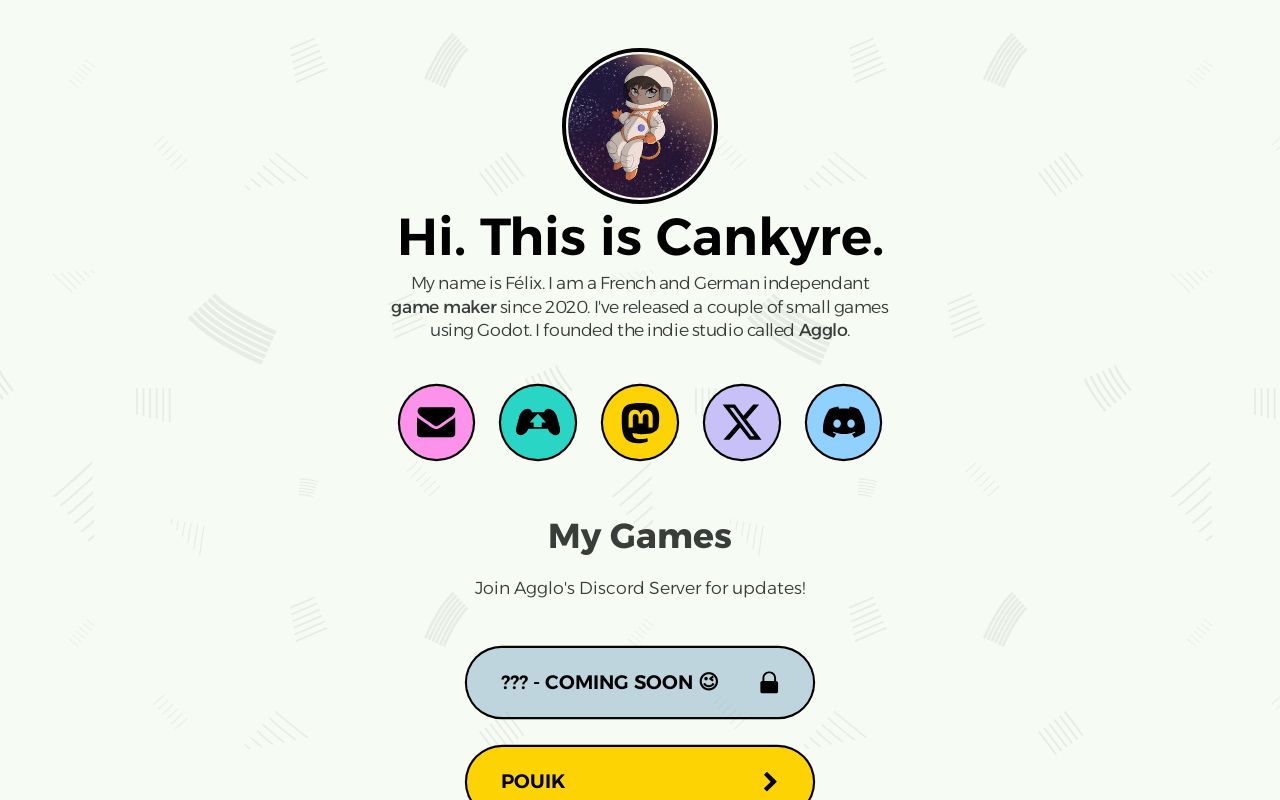 Hi. This is Cankyre.
My name is Félix. I am a French and German independant
game maker since 2020. I've released a couple of small games
using Godot. I founded the indie studio called Agglo.
My Games
Join Agglo's Discord Server for updates!
??? - COMING SOON 😉
POUIK